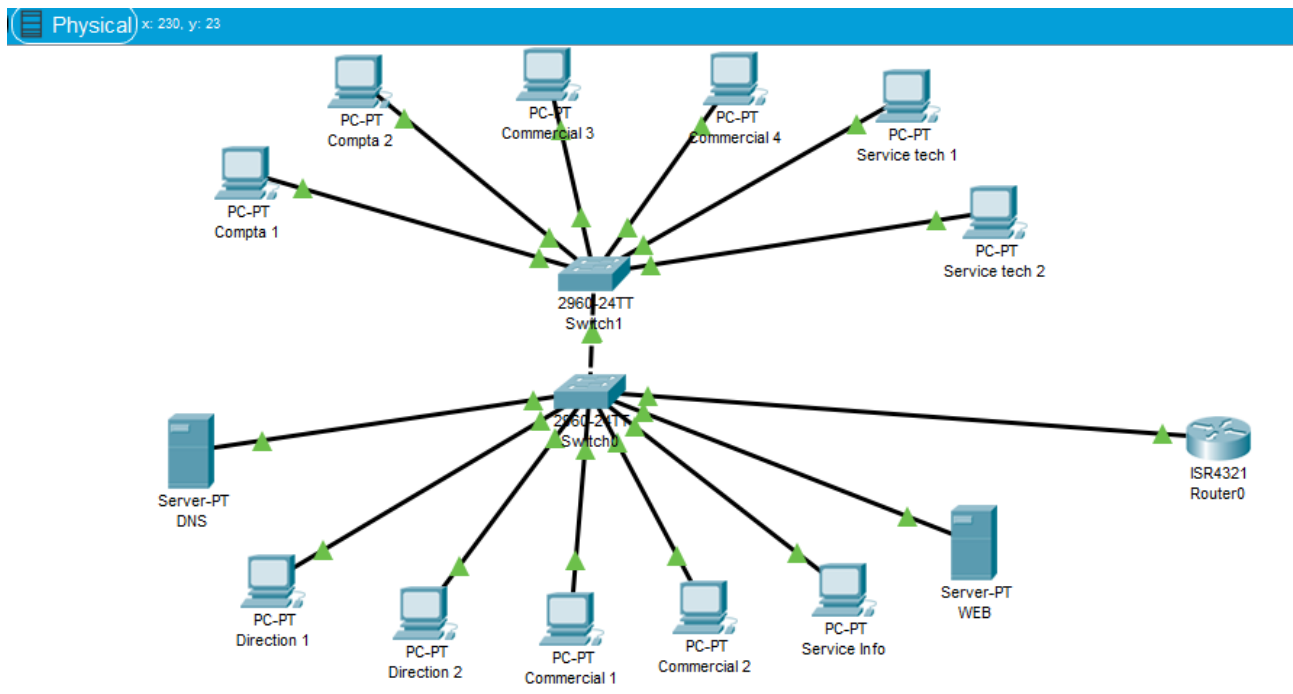 Physical x: 230, y: 23
PC-PT
Compta 2
PC-PT
Commercial 3
PC-PT
Commercial 4
PC-PT
Service tech 1
PC-PT
Compta 1
PC-PT
Service tech 2
2960-24TT
Switch1
2960-24TT
Switch0
Server-PT
DNS
ISR4321
Router0
PC-PT
Direction 1
PC-PT
Direction 2
PC-PT
Commercial 1
PC-PT
Commercial 2
PC-PT
Service Info
Server-PT
WEB